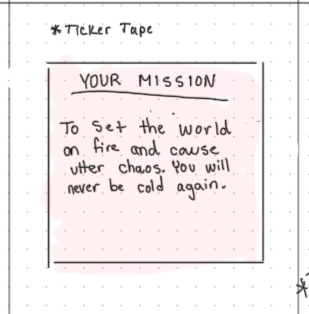 * Ticker Tape
YOUR MISSION
To Set the world
on fire and cause
utter chaos. You will
never be cold again.
*